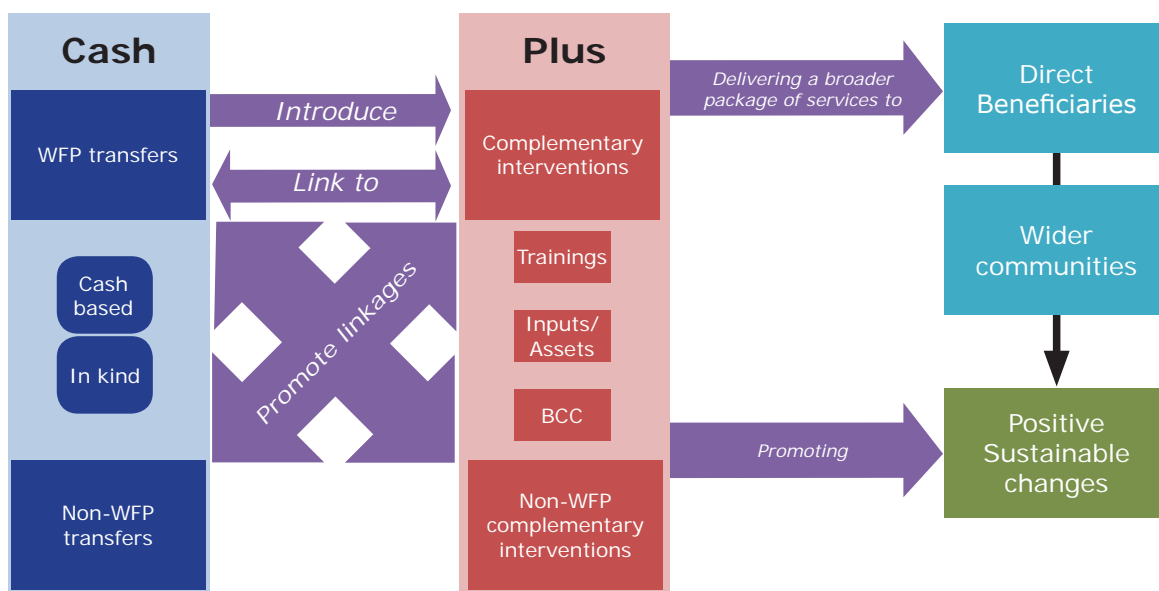 Cash
WFP transfers
Cash
based
In kind
Non-WFP
transfers
Introduce
Link to
Promote linkages
Plus
Complementary
interventions
Trainings
Inputs/
Assets
BCC
Non-WFP
complementary
interventions
Delivering a broader
package of services to
Promoting
Direct
Beneficiaries
Wider
communities
Positive
Sustainable
changes